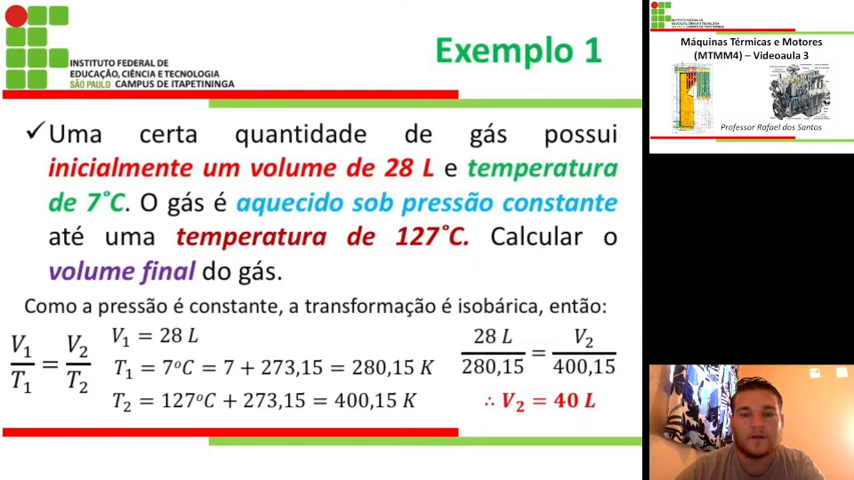 INSTITUTO FEDERAL DE
EDUCAÇÃO, CIÊNCIA E TECNOLOGIA
SÃO PAULO CAMPUS DE ITAPETININGA
Exemplo 1
✓Uma certa quantidade de gás possui
inicialmente um volume de 28 L e temperatura
de 7°C. O gás é aquecido sob pressão constante
até uma temperatura de 127°C. Calcular o
volume final do gás.
Como a pressão é constante, a transformação é isobárica, então:
V₁/T₁ = V₂/T₂
V₁ = 28 L
T₁ = 7ᵒC = 7 + 273,15 = 280,15 K
T₂ = 127ᵒC + 273,15 = 400,15 K
28 L/280,15 = V₂/400,15
∴ V₂ = 40 L
Máquinas Térmicas e Motores
(MTMM4) – Videoaula 3
Professor Rafael dos Santos